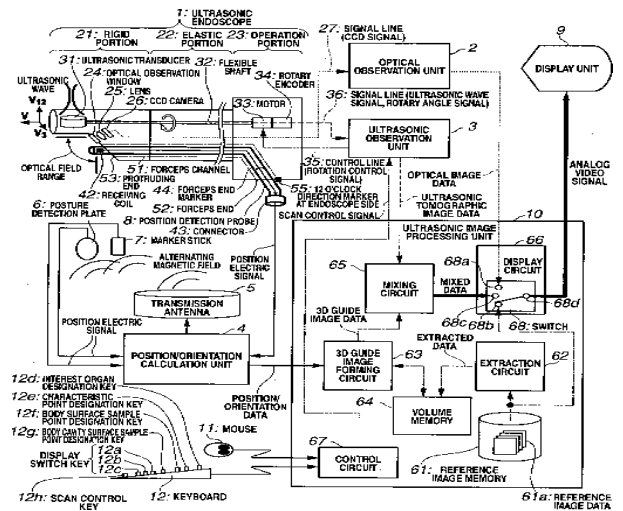 1: ULTRASONIC ENDOSCOPE
21: RIGID PORTION
22: ELASTIC PORTION
23: OPERATION PORTION
27: SIGNAL LINE (CCD SIGNAL)
2
OPTICAL OBSERVATION UNIT
9
DISPLAY UNIT
31: ULTRASONIC TRANSDUCER
32: FLEXIBLE SHAFT
34: ROTARY ENCODER
24: OPTICAL OBSERVATION WINDOW
25: LENS
26: CCD CAMERA
33: MOTOR
36: SIGNAL LINE (ULTRASONIC WAVE SIGNAL, ROTARY ANGLE SIGNAL)
ULTRASONIC WAVE
V12
V
V3
3
ULTRASONIC OBSERVATION UNIT
ANALOG VIDEO SIGNAL
OPTICAL FIELD RANGE
51: FORCEPS CHANNEL
53: PROTRUDING END
42: RECEIVING COIL
44: FORCEPS END MARKER
52: FORCEPS END
8: POSITION DETECTION PROBE
43: CONNECTOR
35: CONTROL LINE (ROTATION CONTROL SIGNAL)
55: 12 O'CLOCK DIRECTION MARKER AT ENDOSCOPE SIDE
SCAN CONTROL SIGNAL
OPTICAL IMAGE DATA
ULTRASONIC TOMOGRAPHIC IMAGE DATA
10
ULTRASONIC IMAGE PROCESSING UNIT
6: POSTURE DETECTION PLATE
7: MARKER STICK
ALTERNATING MAGNETIC FIELD
POSITION ELECTRIC SIGNAL
5
TRANSMISSION ANTENNA
65
MIXING CIRCUIT
MIXED DATA
66
DISPLAY CIRCUIT
68a
68d
68c
68b
68: SWITCH
3D GUIDE IMAGE DATA
EXTRACTED DATA
POSITION ELECTRIC SIGNAL
4
POSITION/ORIENTATION CALCULATION UNIT
POSITION/ORIENTATION DATA
3D GUIDE IMAGE FORMING CIRCUIT
63
EXTRACTION CIRCUIT
62
64
VOLUME MEMORY
12d: INTEREST ORGAN DESIGNATION KEY
12e: CHARACTERISTIC POINT DESIGNATION KEY
12f: BODY SURFACE SAMPLE POINT DESIGNATION KEY
12g: BODY CAVITY SURFACE SAMPLE POINT DESIGNATION KEY
11: MOUSE
DISPLAY SWITCH KEY
12a
12b
12c
12h: SCAN CONTROL KEY
12: KEYBOARD
67
CONTROL CIRCUIT
61: REFERENCE IMAGE MEMORY
61a: REFERENCE IMAGE DATA